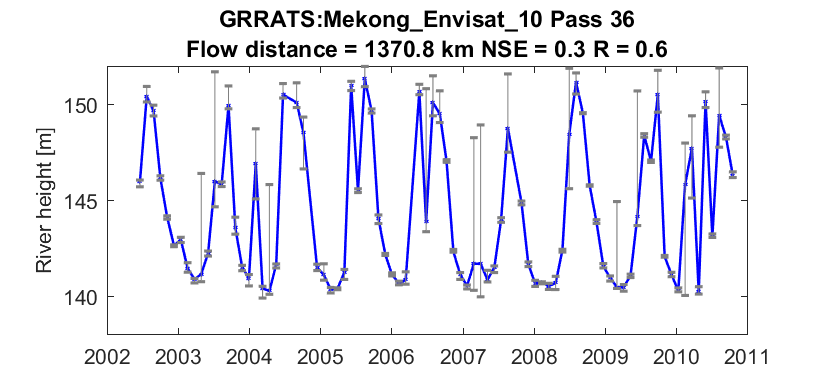 GRRATS:Mekong_Envisat_10 Pass 36
Flow distance = 1370.8 km NSE = 0.3 R = 0.6
River height [m]
150
145
140
2002 2003 2004 2005 2006 2007 2008 2009 2010 2011